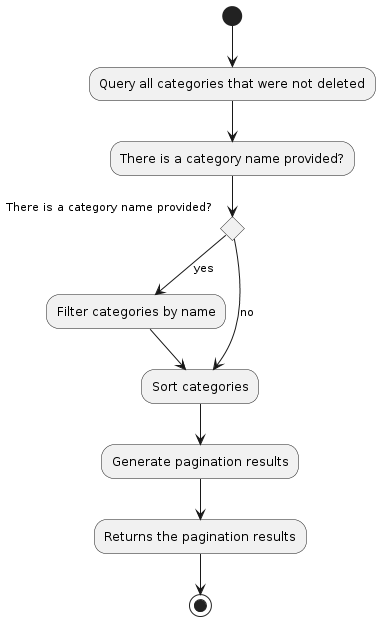 Query all categories that were not deleted
There is a category name provided?
There is a category name provided?
yes
Filter categories by name
no
Sort categories
Generate pagination results
Returns the pagination results